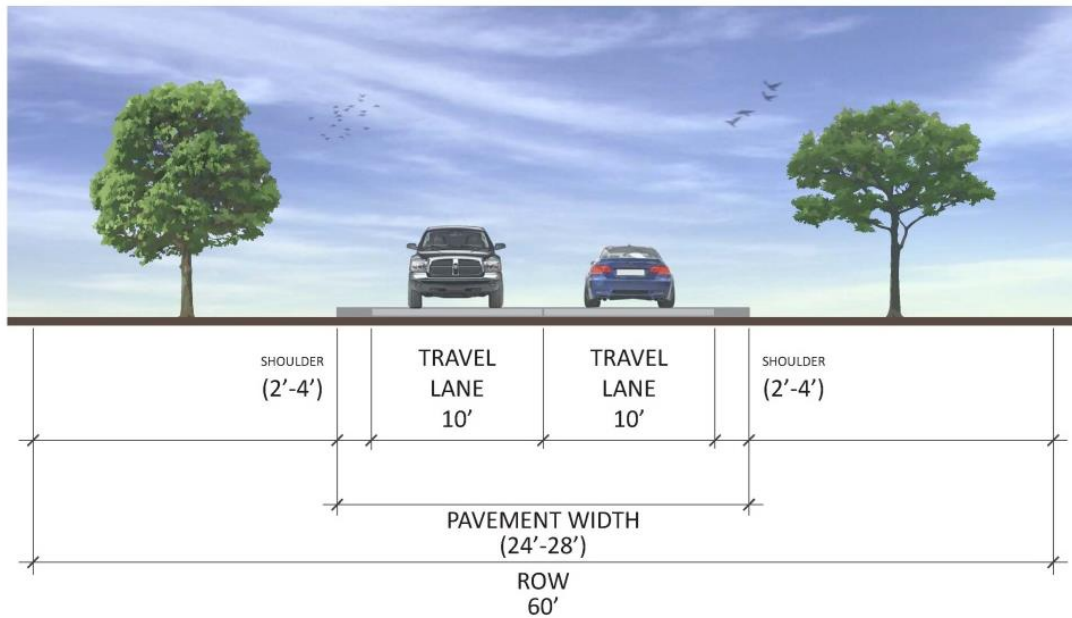 SHOULDER
(2’-4’)
TRAVEL
LANE
10’
TRAVEL
LANE
10’
SHOULDER
(2’-4’)
PAVEMENT WIDTH
(24’-28’)
ROW
60’